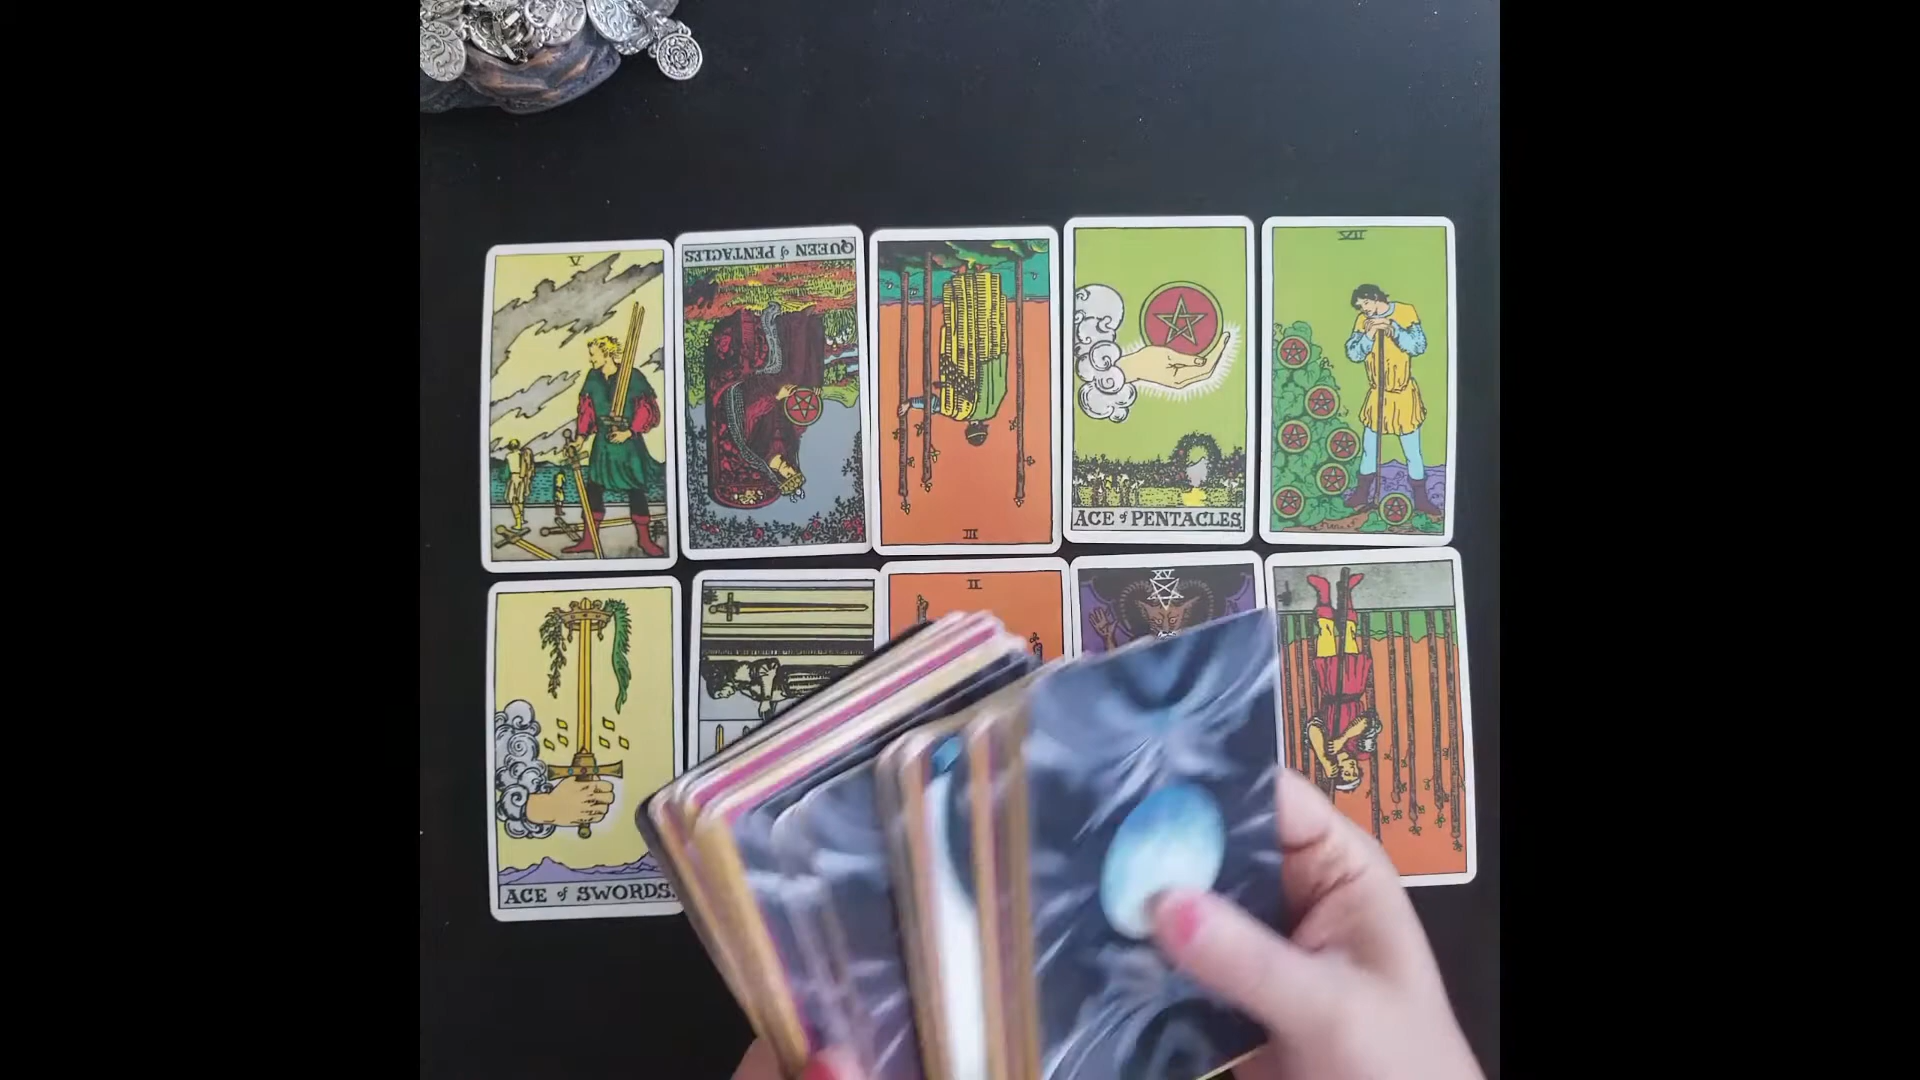 V
QUEEN of PENTACLES
III
ACE of PENTACLES
VII
ACE of SWORDS.
II
XV